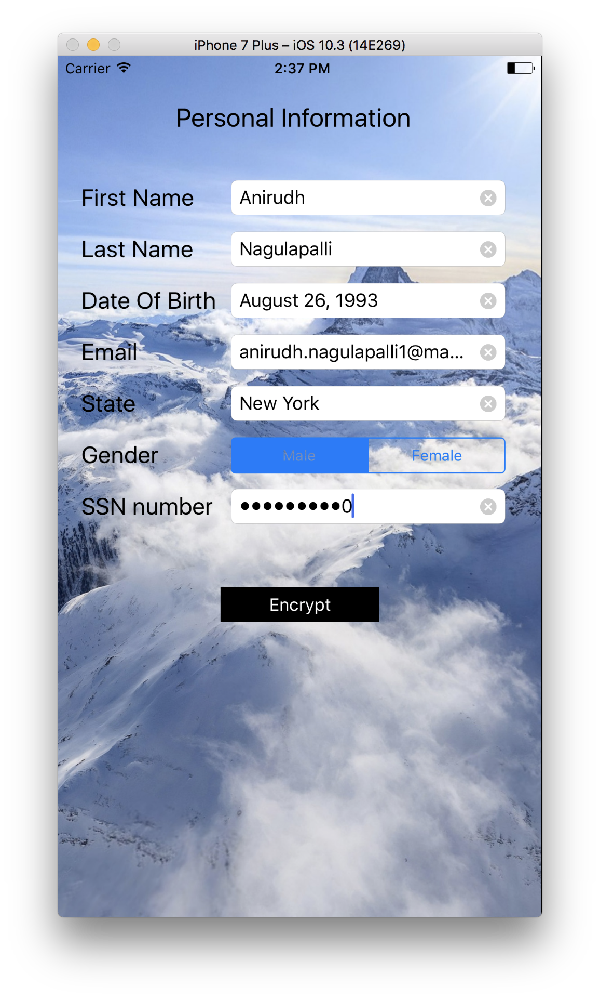 iPhone 7 Plus – iOS 10.3 (14E269)
Carrier 2:37 PM
Personal Information
First Name Anirudh
Last Name Nagulapalli
Date Of Birth August 26, 1993
Email anirudh.nagulapalli1@ma...
State New York
Gender Male Female
SSN number •••••••••0
Encrypt